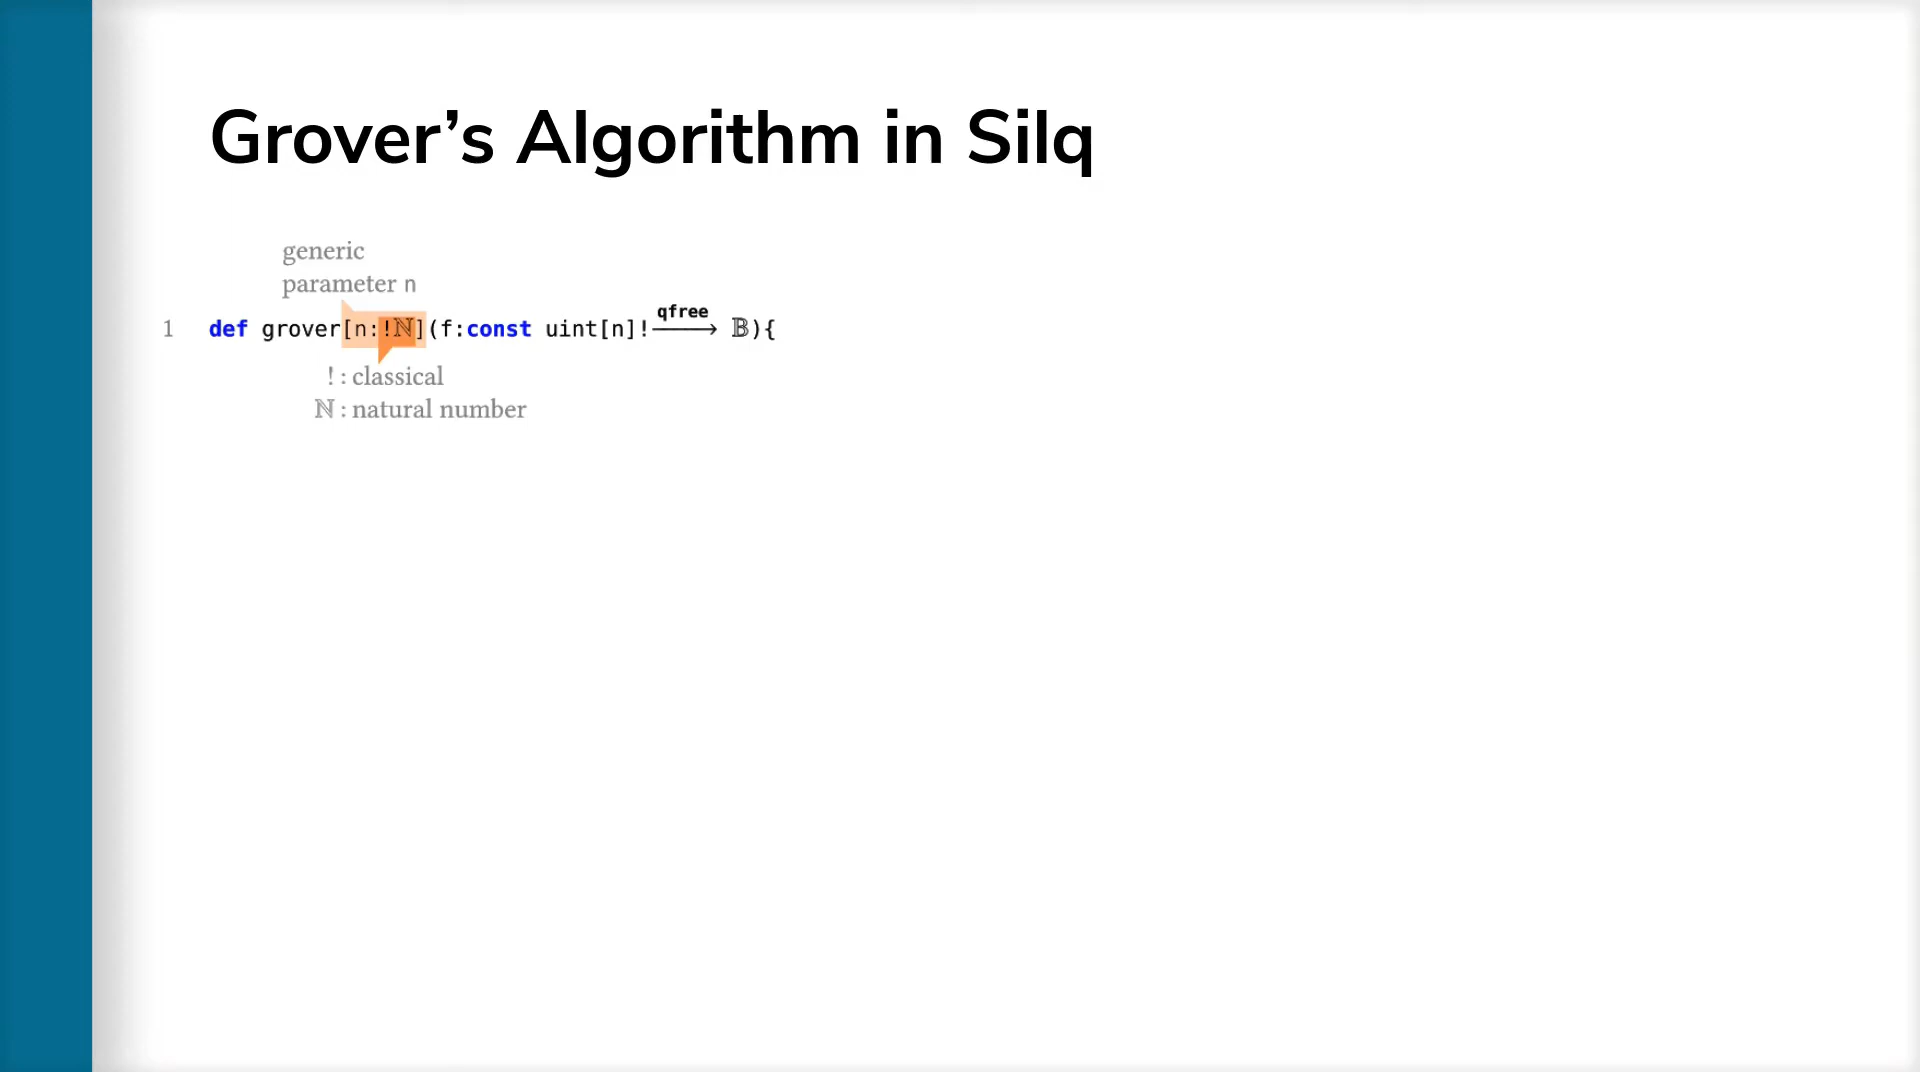 Grover’s Algorithm in Silq
generic
parameter n
1 def grover[n:!ℕ](f:const uint[n]!qfree⟶ 𝔹){
! : classical
ℕ : natural number